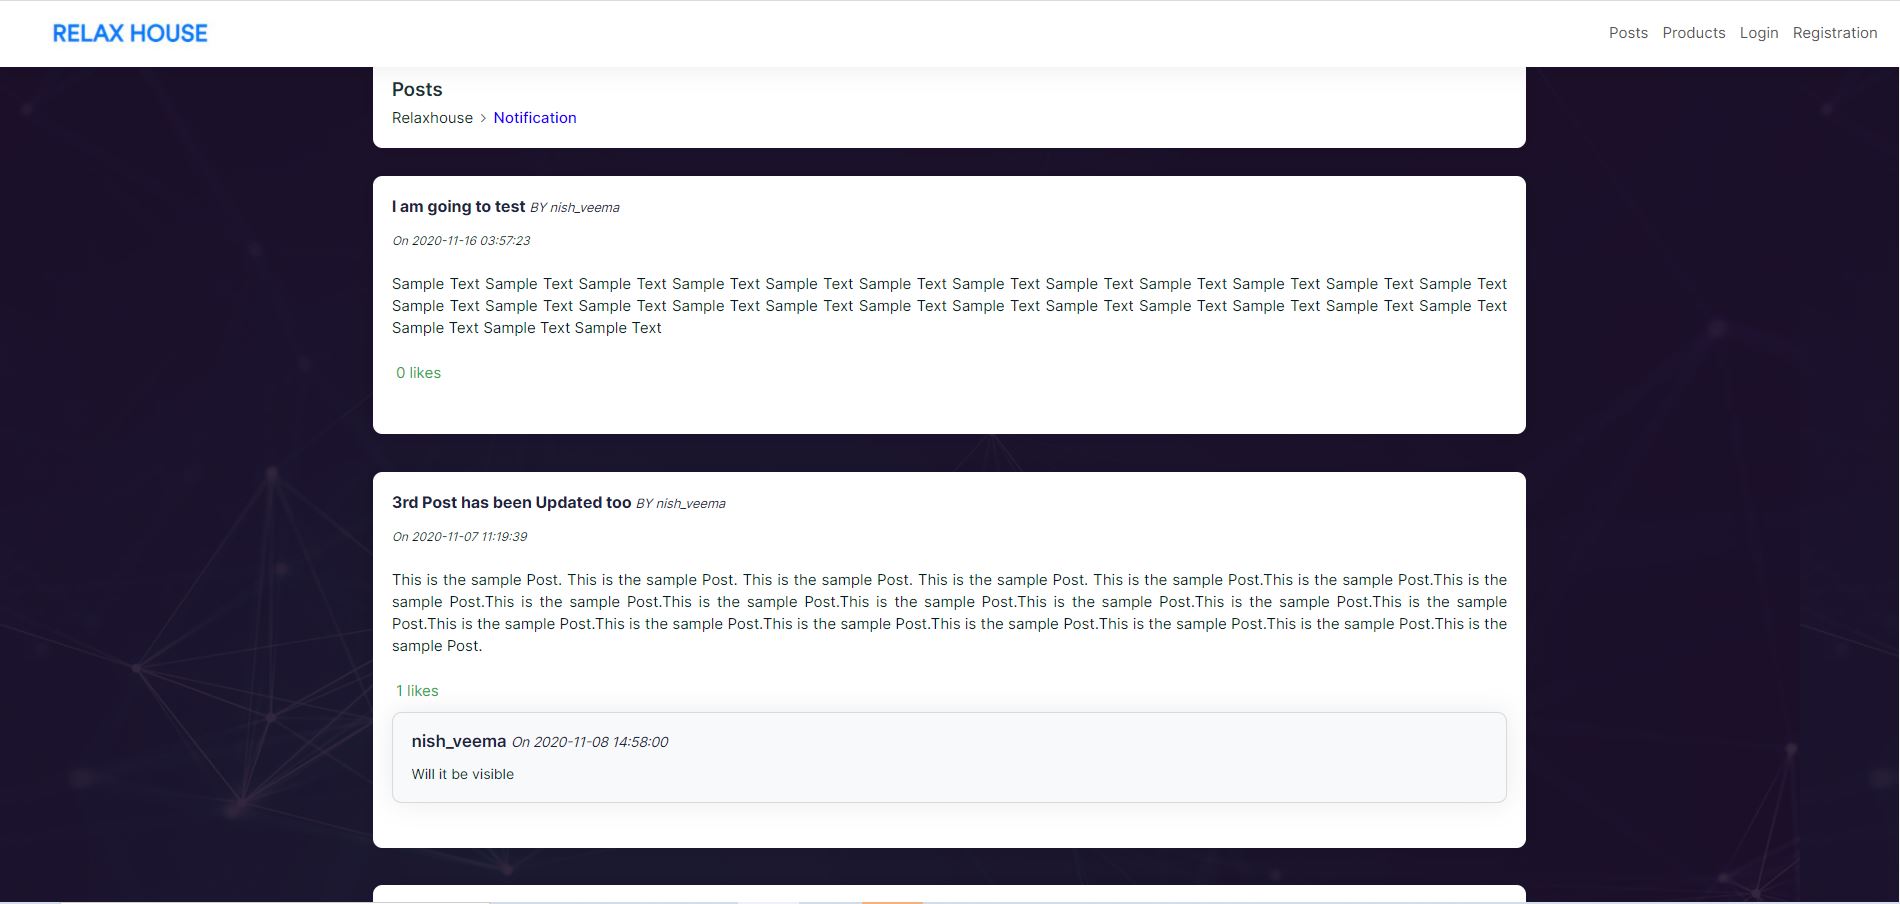 RELAX HOUSE
Posts Products Login Registration
Posts
Relaxhouse > Notification
I am going to test BY nish_veema
On 2020-11-16 03:57:23
Sample Text Sample Text Sample Text Sample Text Sample Text Sample Text Sample Text Sample Text Sample Text Sample Text Sample Text Sample Text
Sample Text Sample Text Sample Text Sample Text Sample Text Sample Text Sample Text Sample Text Sample Text Sample Text Sample Text Sample Text
Sample Text Sample Text Sample Text
0 likes
3rd Post has been Updated too BY nish_veema
On 2020-11-07 11:19:39
This is the sample Post. This is the sample Post. This is the sample Post. This is the sample Post. This is the sample Post.This is the sample Post.This is the
sample Post.This is the sample Post.This is the sample Post.This is the sample Post.This is the sample Post.This is the sample Post.This is the sample
Post.This is the sample Post.This is the sample Post.This is the sample Post.This is the sample Post.This is the sample Post.This is the sample Post.This is the
sample Post.
1 likes
nish_veema On 2020-11-08 14:58:00
Will it be visible